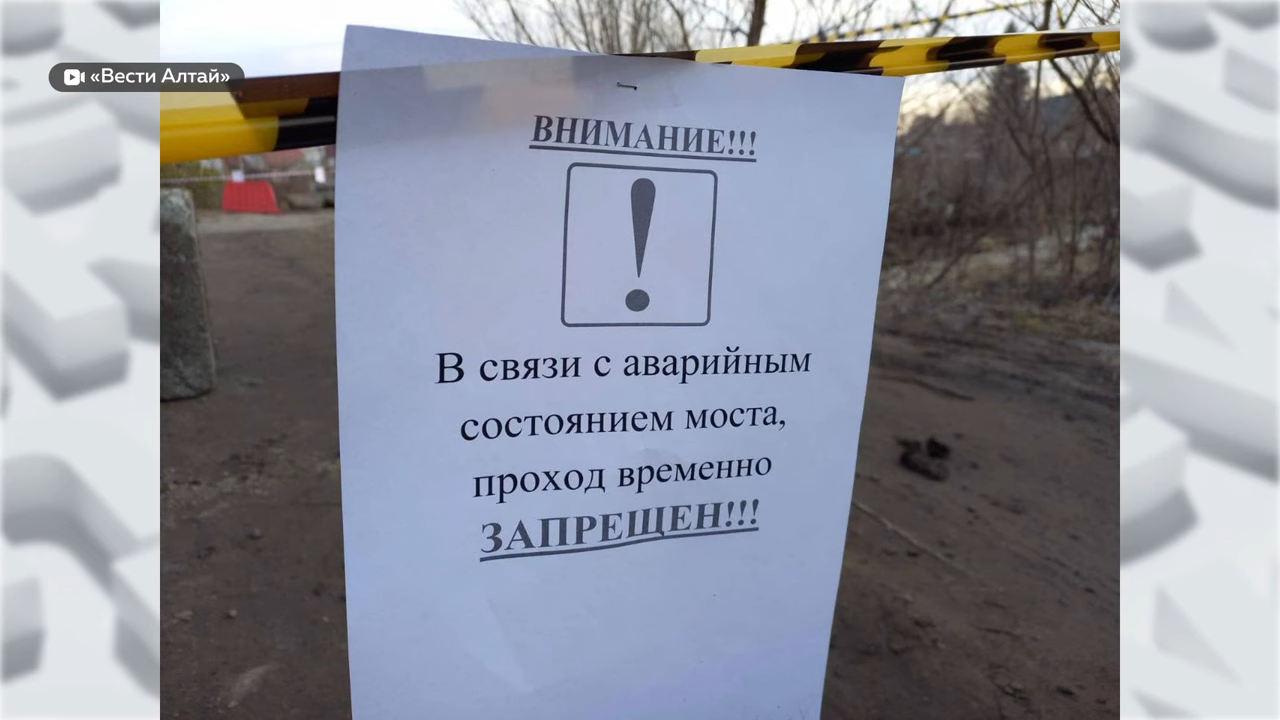 «Вести Алтай»
ВНИМАНИЕ!!!
!
В связи с аварийным
состоянием моста,
проход временно
ЗАПРЕЩЕН!!!